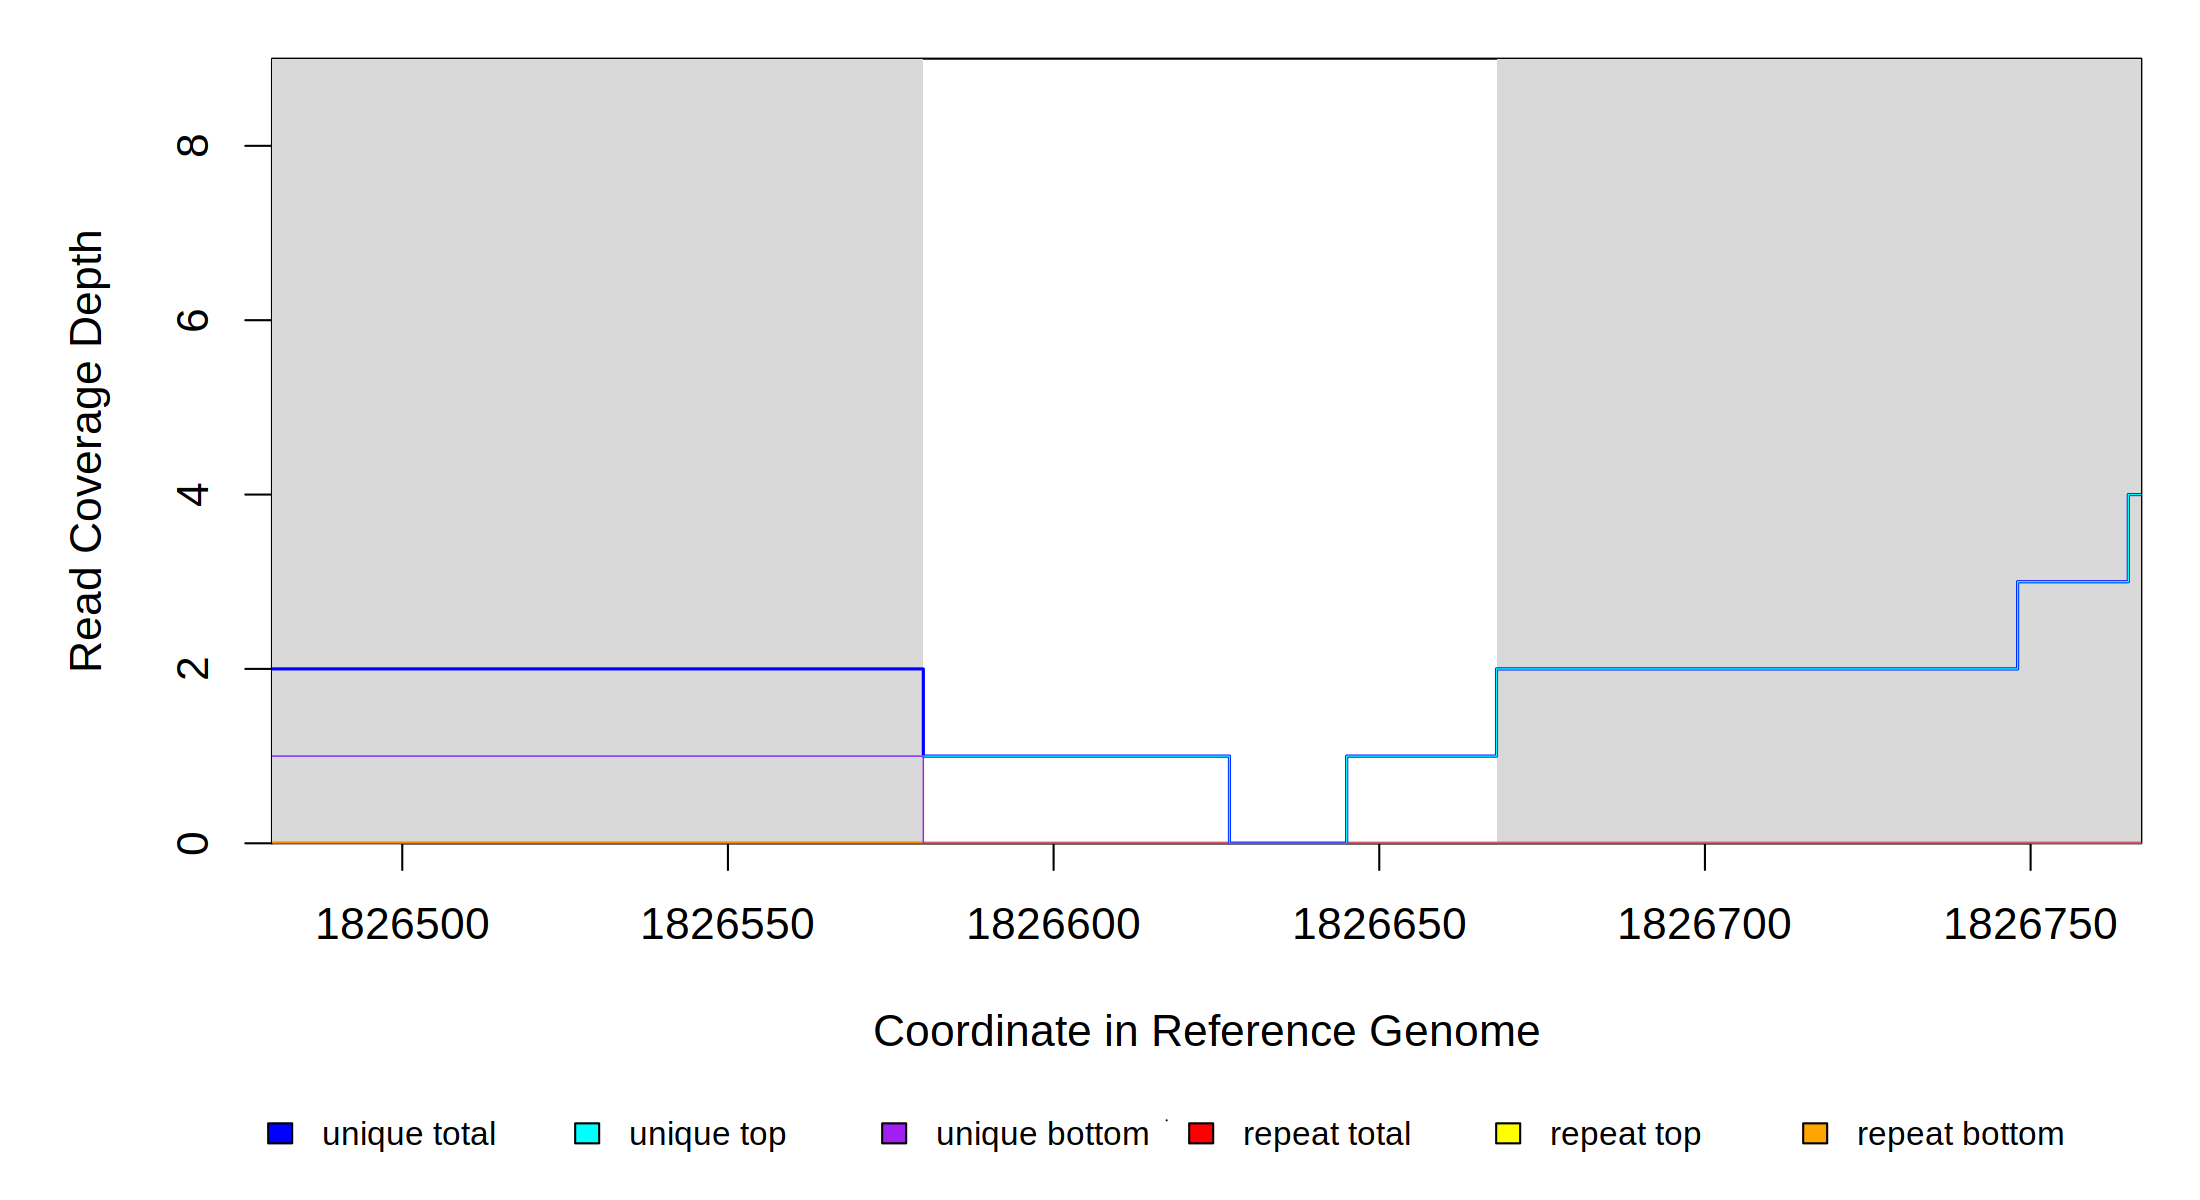 8
6
4
2
0
Read Coverage Depth
1826500 1826550 1826600 1826650 1826700 1826750
Coordinate in Reference Genome
unique total unique top unique bottom repeat total repeat top repeat bottom